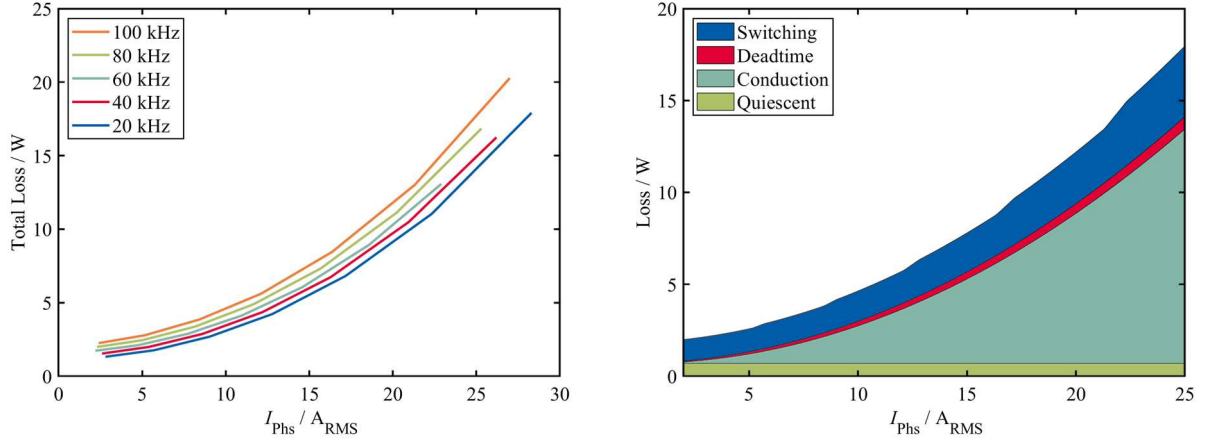 25
20
15
10
5
0
Total Loss / W
100 kHz
80 kHz
60 kHz
40 kHz
20 kHz
0 5 10 15 20 25 30
I_Phs / A_RMS
20
15
10
5
0
Loss / W
Switching
Deadtime
Conduction
Quiescent
5 10 15 20 25
I_Phs / A_RMS